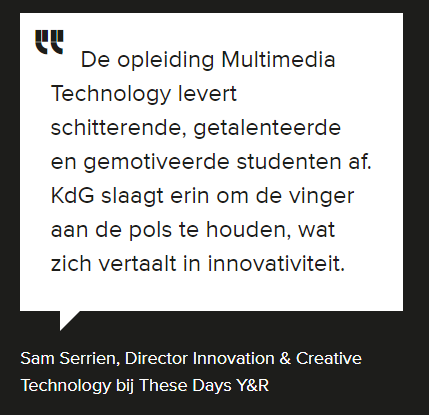 De opleiding Multimedia
Technology levert
schitterende, getalenteerde
en gemotiveerde studenten af.
KdG slaagt erin om de vinger
aan de pols te houden, wat
zich vertaalt in innovativiteit.
Sam Serrien, Director Innovation & Creative
Technology bij These Days Y&R